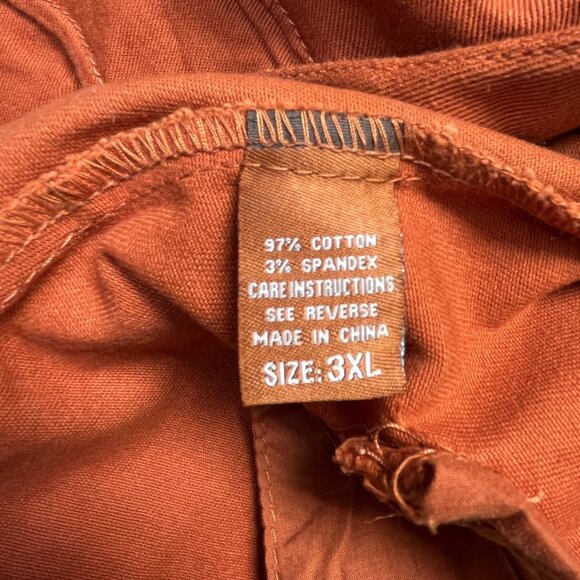 97% COTTON
3% SPANDEX
CARE INSTRUCTIONS
SEE REVERSE
MADE IN CHINA
SIZE: 3XL